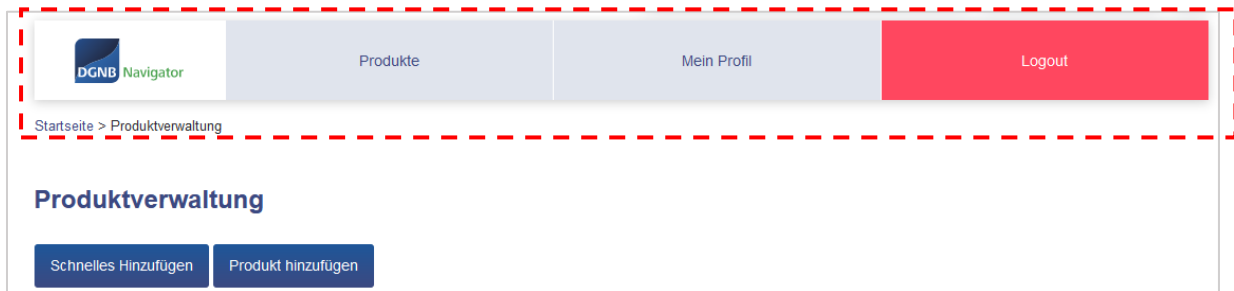 DGNB Navigator
Produkte
Mein Profil
Logout
Startseite > Produktverwaltung
Produktverwaltung
Schnelles Hinzufügen
Produkt hinzufügen